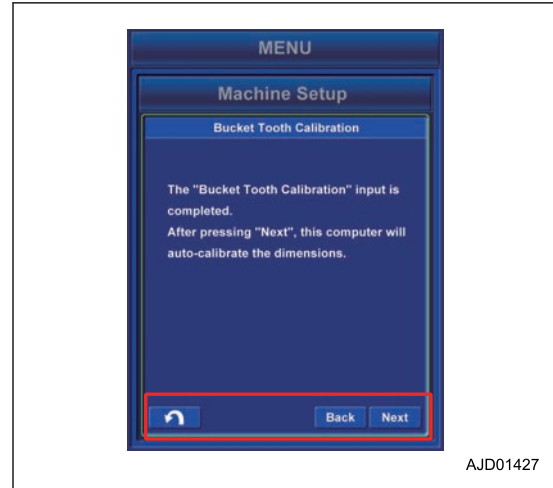 MENU
Machine Setup
Bucket Tooth Calibration
The "Bucket Tooth Calibration" input is
completed.
After pressing "Next", this computer will
auto-calibrate the dimensions.
Back Next
AJD01427